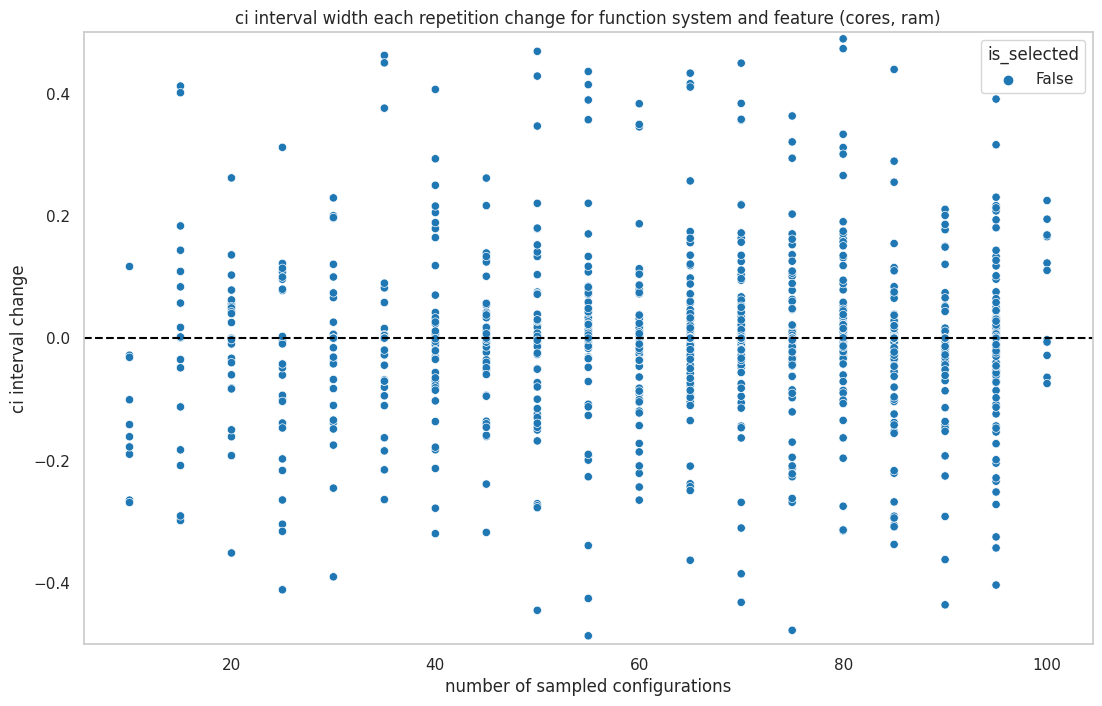 ci interval width each repetition change for function system and feature (cores, ram)
is_selected
False
ci interval change
0.4
0.2
0.0
−0.2
−0.4
20 40 60 80 100
number of sampled configurations